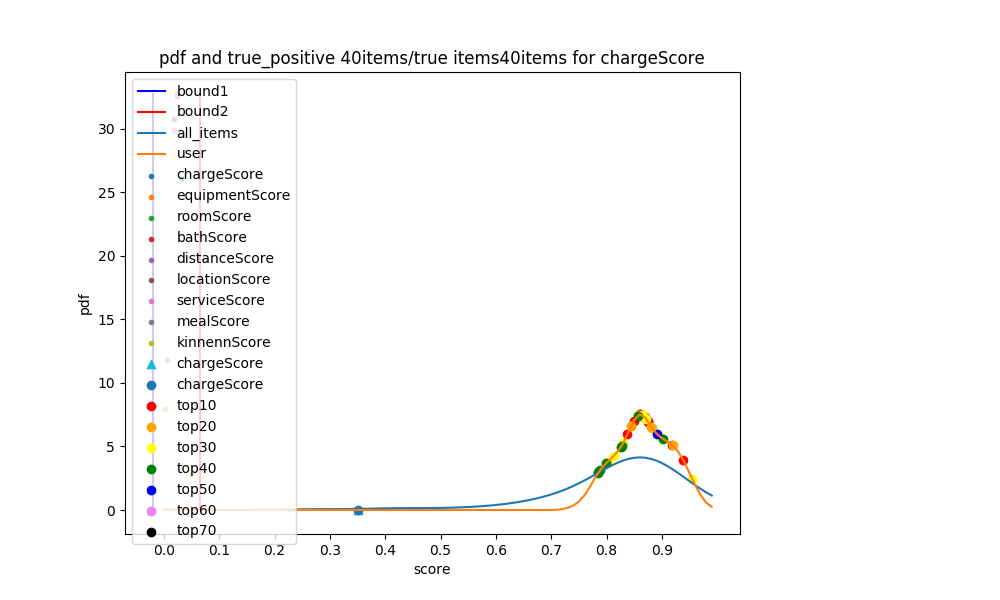 pdf and true_positive 40items/true items40items for chargeScore
bound1
bound2
all_items
user
chargeScore
equipmentScore
roomScore
bathScore
distanceScore
locationScore
serviceScore
mealScore
kinnennScore
chargeScore
chargeScore
top10
top20
top30
top40
top50
top60
top70
pdf
30
25
20
15
10
5
0
0.0 0.1 0.2 0.3 0.4 0.5 0.6 0.7 0.8 0.9
score